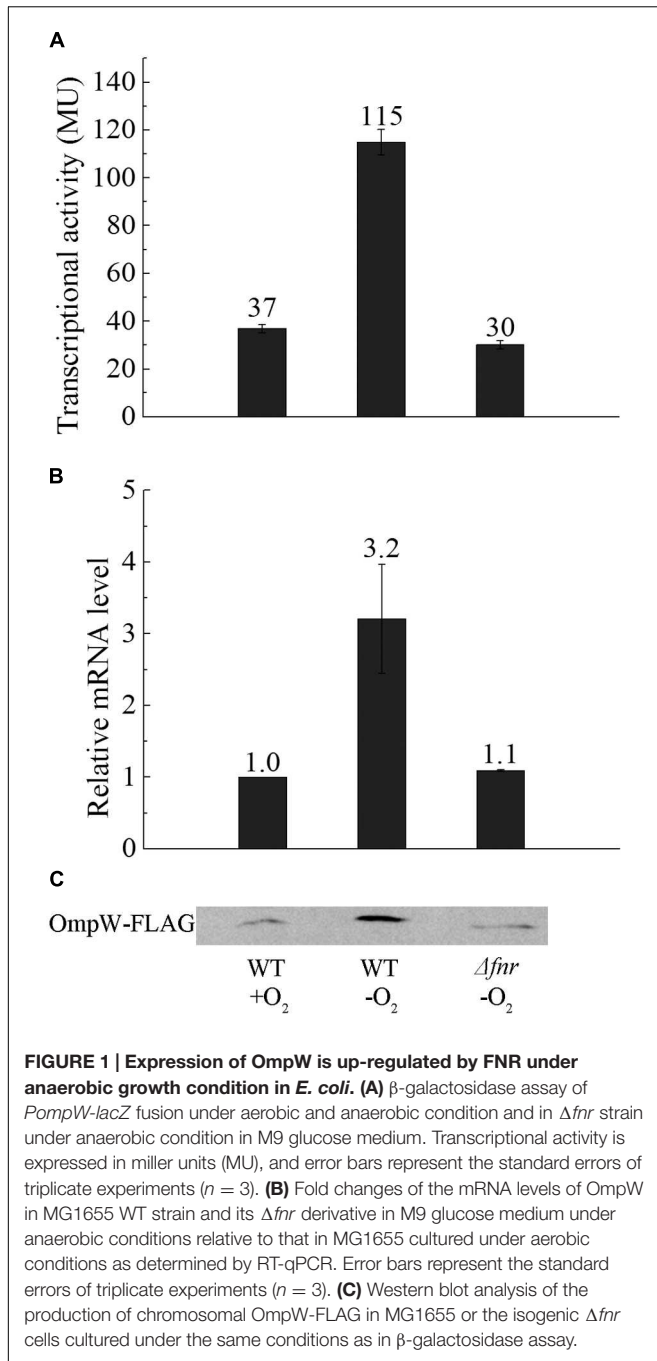 A
Transcriptional activity (MU)
140
120
100
80
60
40
20
0
37
115
30
B
Relative mRNA level
5
4
3
2
1
0
1.0
3.2
1.1
C
OmpW-FLAG
WT WT Δfnr
+O₂ -O₂ -O₂
FIGURE 1 | Expression of OmpW is up-regulated by FNR under
anaerobic growth condition in E. coli. (A) β-galactosidase assay of
PompW-lacZ fusion under aerobic and anaerobic condition and in Δfnr strain
under anaerobic condition in M9 glucose medium. Transcriptional activity is
expressed in miller units (MU), and error bars represent the standard errors of
triplicate experiments (n = 3). (B) Fold changes of the mRNA levels of OmpW
in MG1655 WT strain and its Δfnr derivative in M9 glucose medium under
anaerobic conditions relative to that in MG1655 cultured under aerobic
conditions as determined by RT-qPCR. Error bars represent the standard
errors of triplicate experiments (n = 3). (C) Western blot analysis of the
production of chromosomal OmpW-FLAG in MG1655 or the isogenic Δfnr
cells cultured under the same conditions as in β-galactosidase assay.